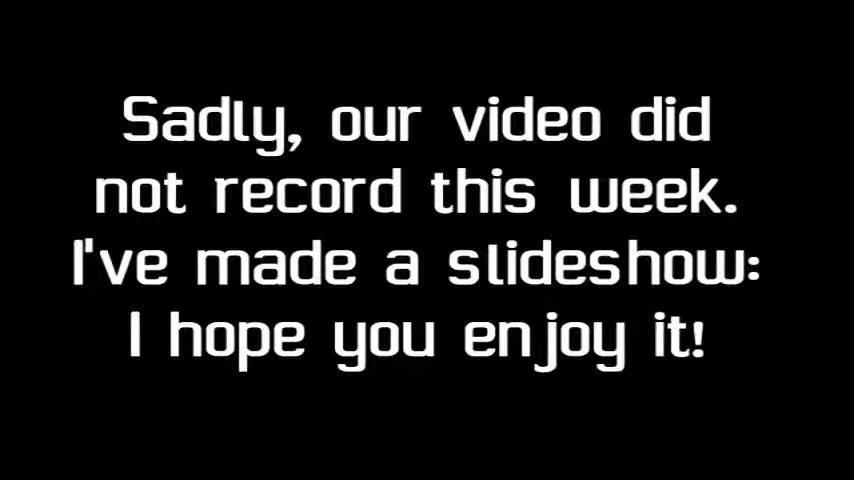 Sadly, our video did
not record this week.
I've made a slideshow:
I hope you enjoy it!